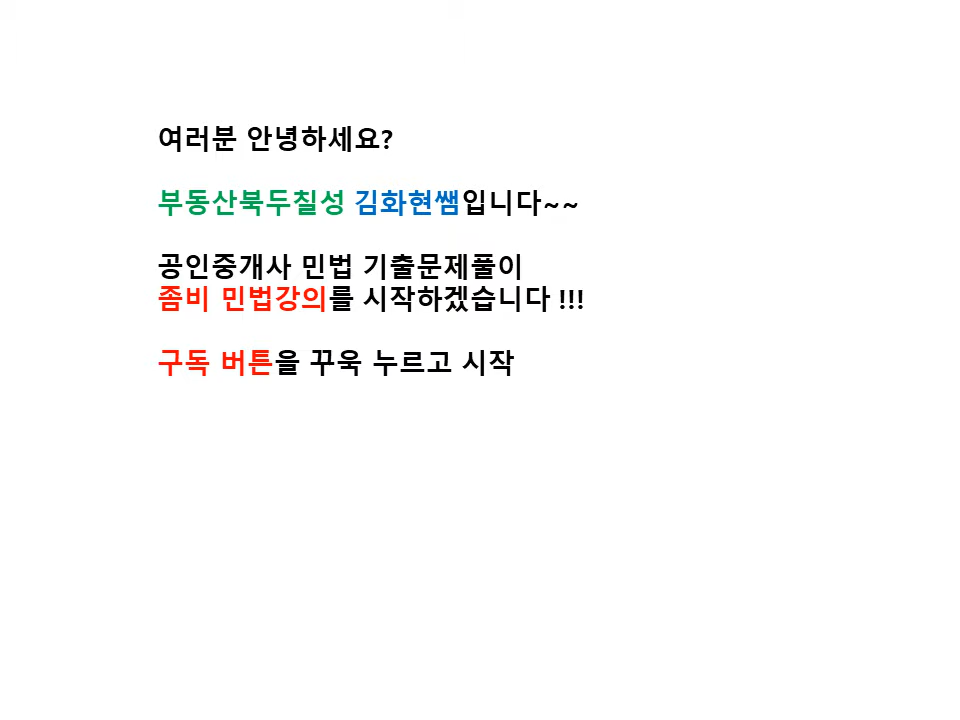 여러분 안녕하세요?
부동산북두칠성 김화현쌤입니다~~
공인중개사 민법 기출문제풀이
좀비 민법강의를 시작하겠습니다 !!!
구독 버튼을 꾸욱 누르고 시작